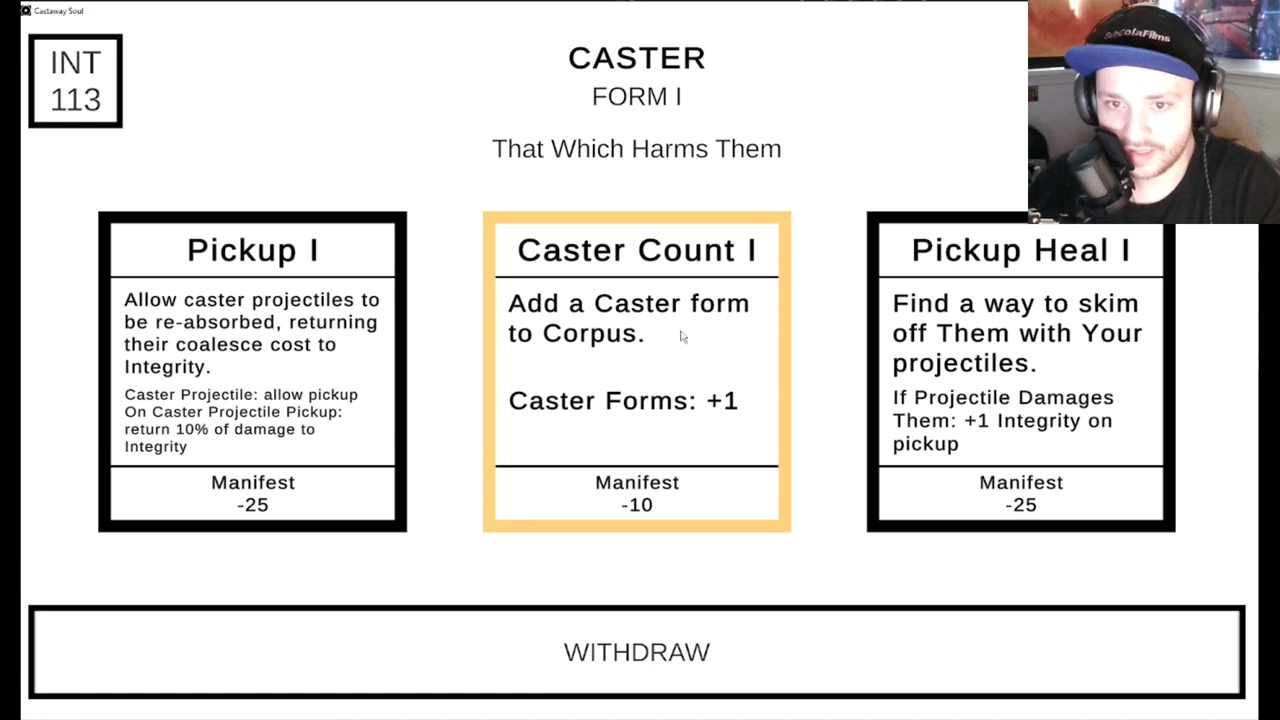 Castaway Soul
INT
113
CASTER
FORM I
That Which Harms Them
SubColaFilms
Pickup I
Allow caster projectiles to
be re-absorbed, returning
their coalesce cost to
Integrity.
Caster Projectile: allow pickup
On Caster Projectile Pickup:
return 10% of damage to
Integrity
Manifest
-25
Caster Count I
Add a Caster form
to Corpus.
Caster Forms: +1
Manifest
-10
Pickup Heal I
Find a way to skim
off Them with Your
projectiles.
If Projectile Damages
Them: +1 Integrity on
pickup
Manifest
-25
WITHDRAW